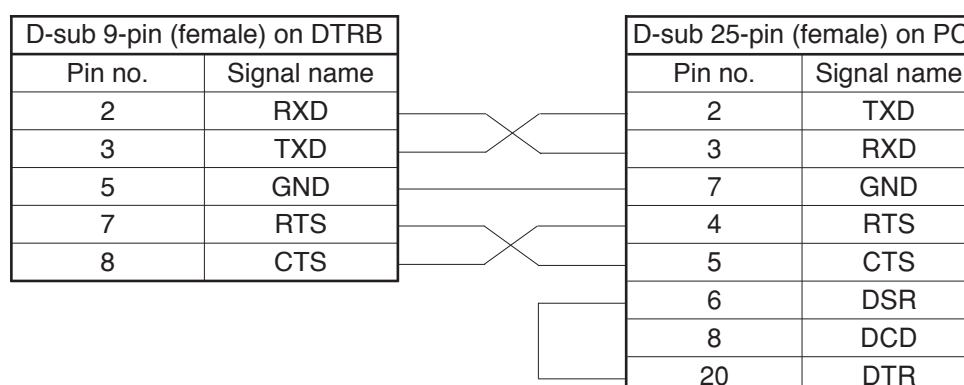 D-sub 9-pin (female) on DTRB
Pin no. Signal name
2 RXD
3 TXD
5 GND
7 RTS
8 CTS
D-sub 25-pin (female) on PC
Pin no. Signal name
2 TXD
3 RXD
7 GND
4 RTS
5 CTS
6 DSR
8 DCD
20 DTR